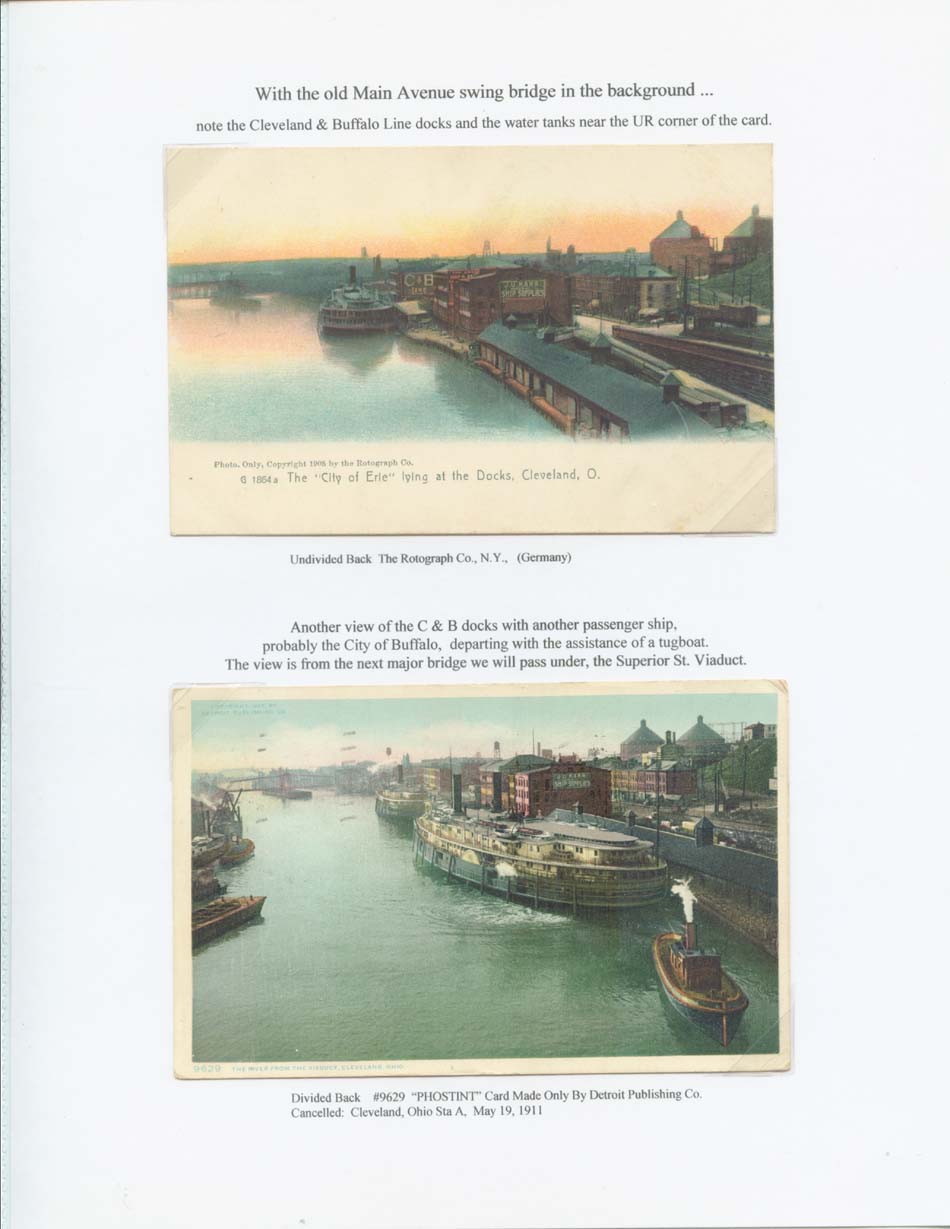 With the old Main Avenue swing bridge in the background ...
note the Cleveland & Buffalo Line docks and the water tanks near the UR corner of the card.
C & B
LINE
SHIP SUPPLIES
Photo, Only, Copyright 1905 by the Rotograph Co.
G 1864a The "City of Erie" lying at the Docks, Cleveland, O.
Undivided Back The Rotograph Co., N.Y., (Germany)
Another view of the C & B docks with another passenger ship,
probably the City of Buffalo, departing with the assistance of a tugboat.
The view is from the next major bridge we will pass under, the Superior St. Viaduct.
DETROIT PUBLISHING CO.
SHIP SUPPLIES
9629 THE RIVER FROM THE VIADUCT, CLEVELAND, OHIO.
Divided Back #9629 "PHOSTINT" Card Made Only By Detroit Publishing Co.
Cancelled: Cleveland, Ohio Sta A, May 19, 1911